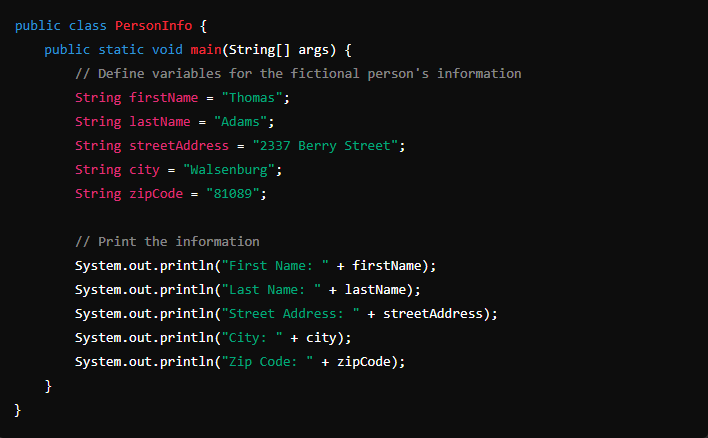 public class PersonInfo {
    public static void main(String[] args) {
        // Define variables for the fictional person's information
        String firstName = "Thomas";
        String lastName = "Adams";
        String streetAddress = "2337 Berry Street";
        String city = "Walsenburg";
        String zipCode = "81089";

        // Print the information
        System.out.println("First Name: " + firstName);
        System.out.println("Last Name: " + lastName);
        System.out.println("Street Address: " + streetAddress);
        System.out.println("City: " + city);
        System.out.println("Zip Code: " + zipCode);
    }
}